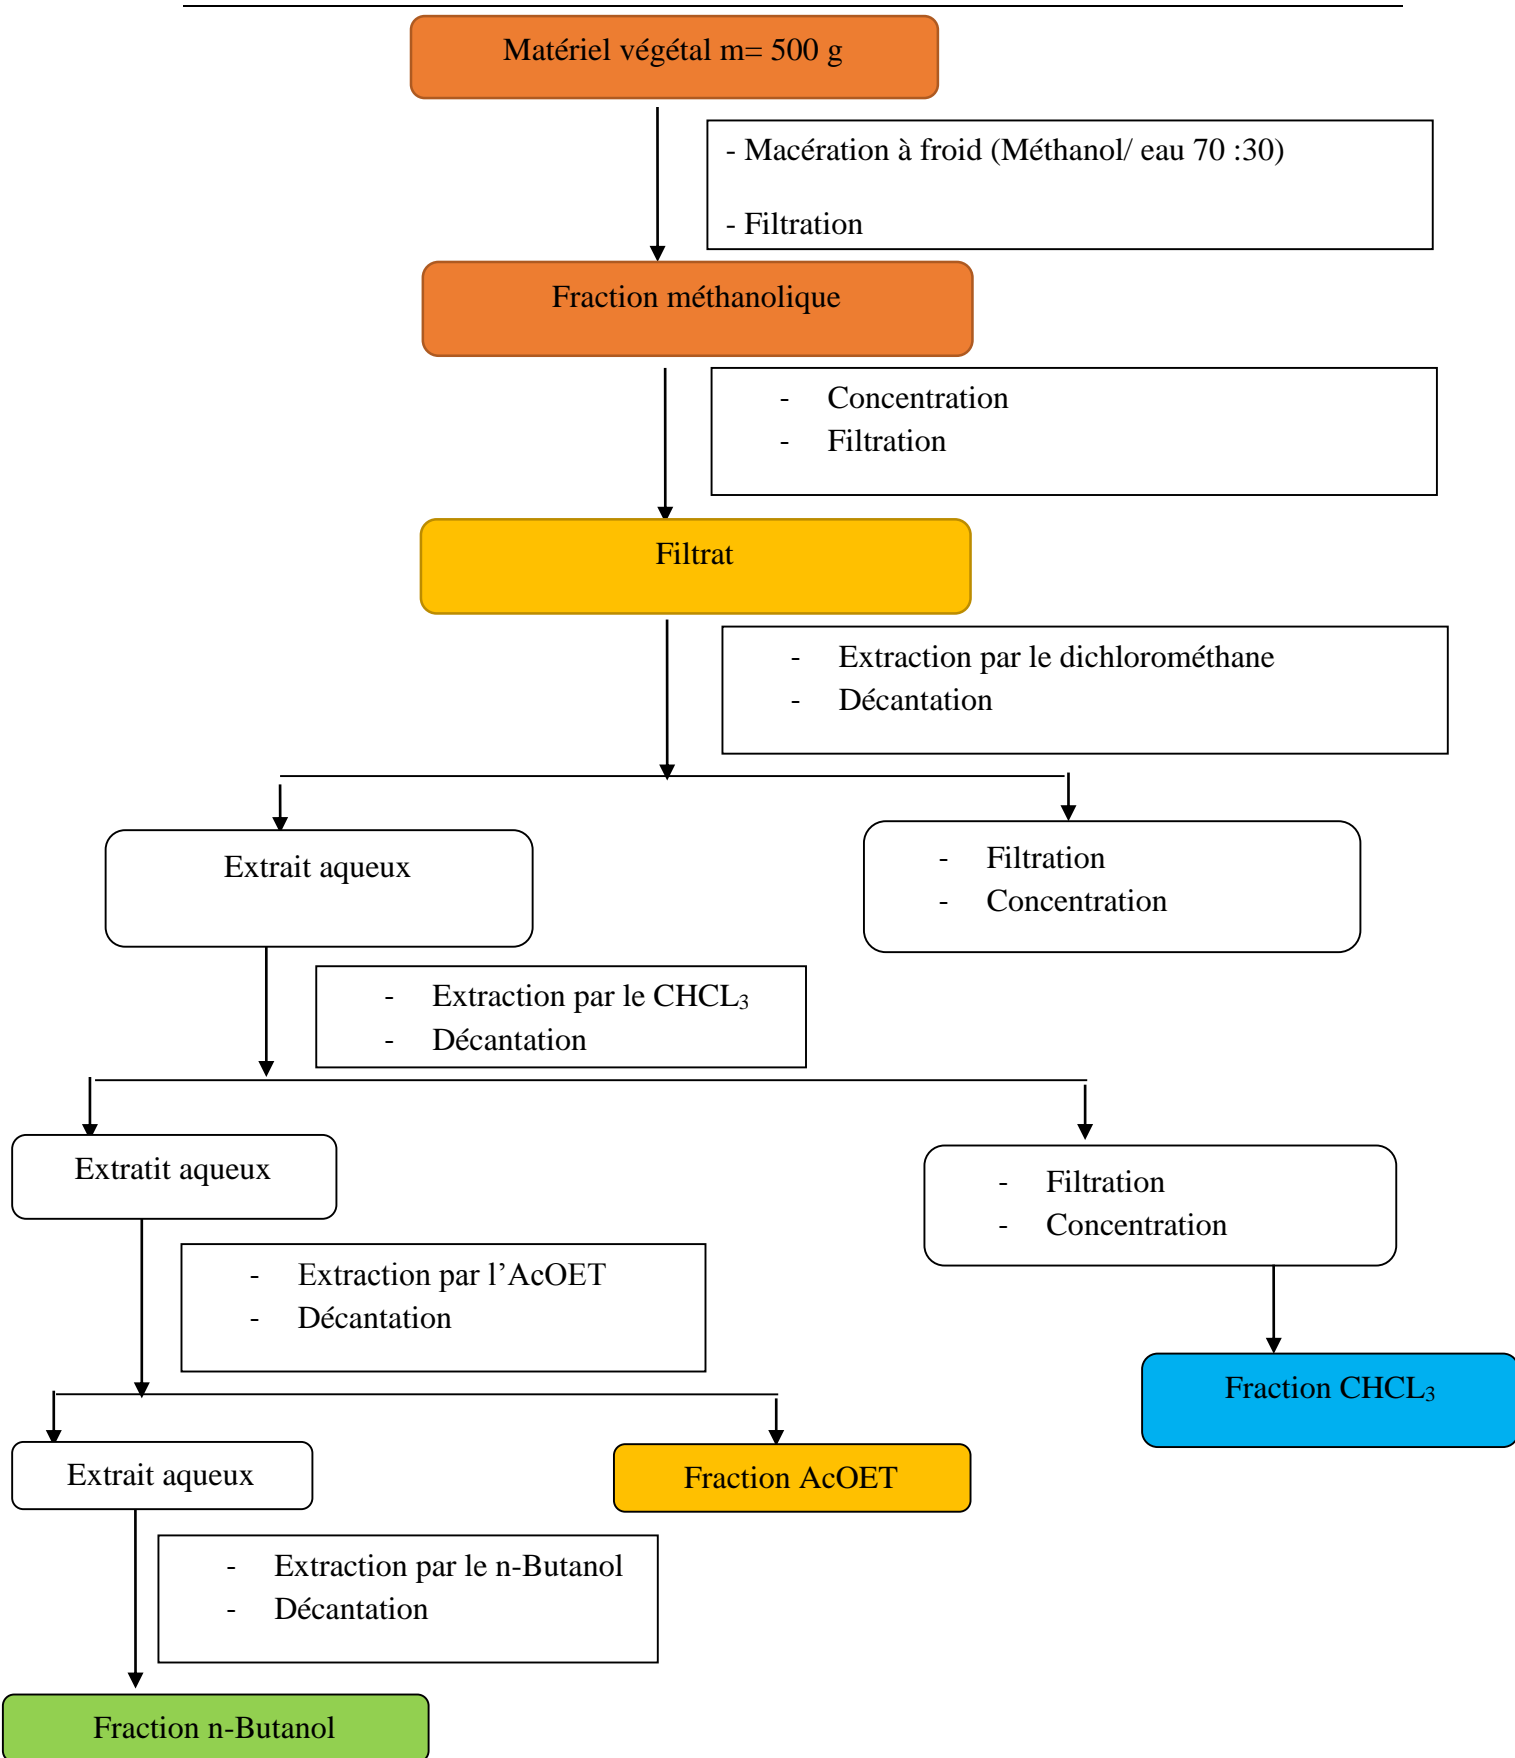 Matériel végétal m= 500 g
- Macération à froid (Méthanol/ eau 70 :30)
- Filtration
Fraction méthanolique
- Concentration
- Filtration
Filtrat
- Extraction par le dichlorométhane
- Décantation
Extrait aqueux
- Filtration
- Concentration
- Extraction par le CHCL₃
- Décantation
Extratit aqueux
- Filtration
- Concentration
- Extraction par l’AcOET
- Décantation
Fraction CHCL₃
Extrait aqueux
Fraction AcOET
- Extraction par le n-Butanol
- Décantation
Fraction n-Butanol